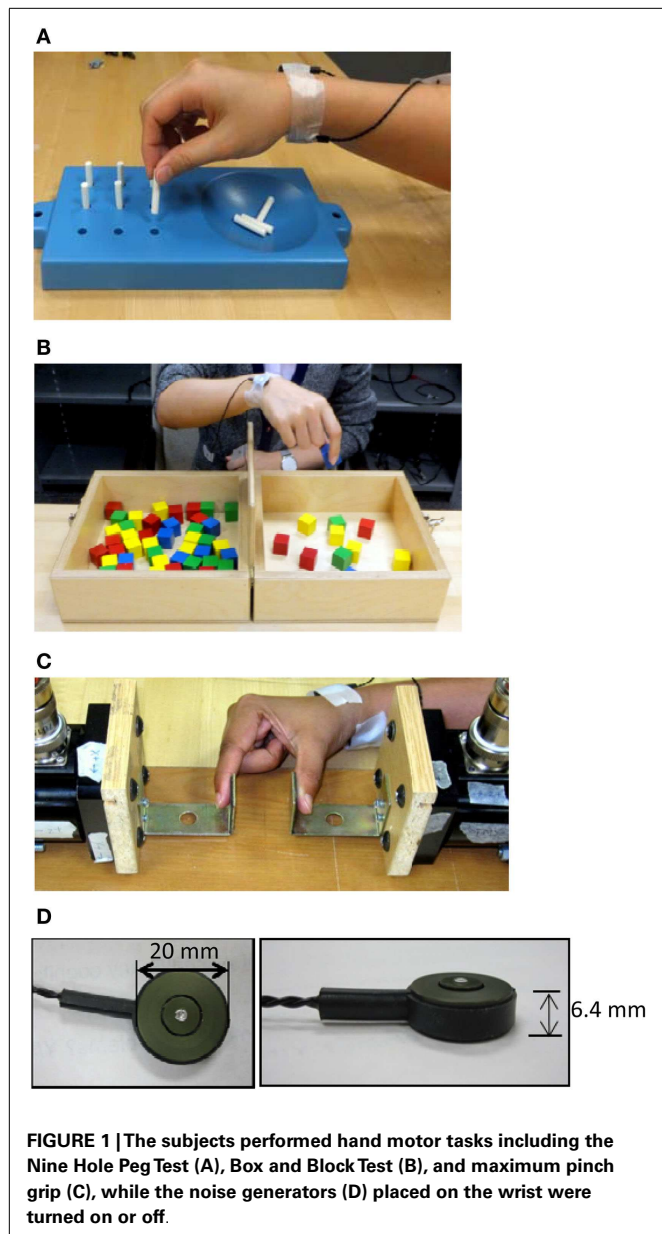 A
B
C
D
20 mm
6.4 mm
FIGURE 1 | The subjects performed hand motor tasks including the
Nine Hole Peg Test (A), Box and Block Test (B), and maximum pinch
grip (C), while the noise generators (D) placed on the wrist were
turned on or off.